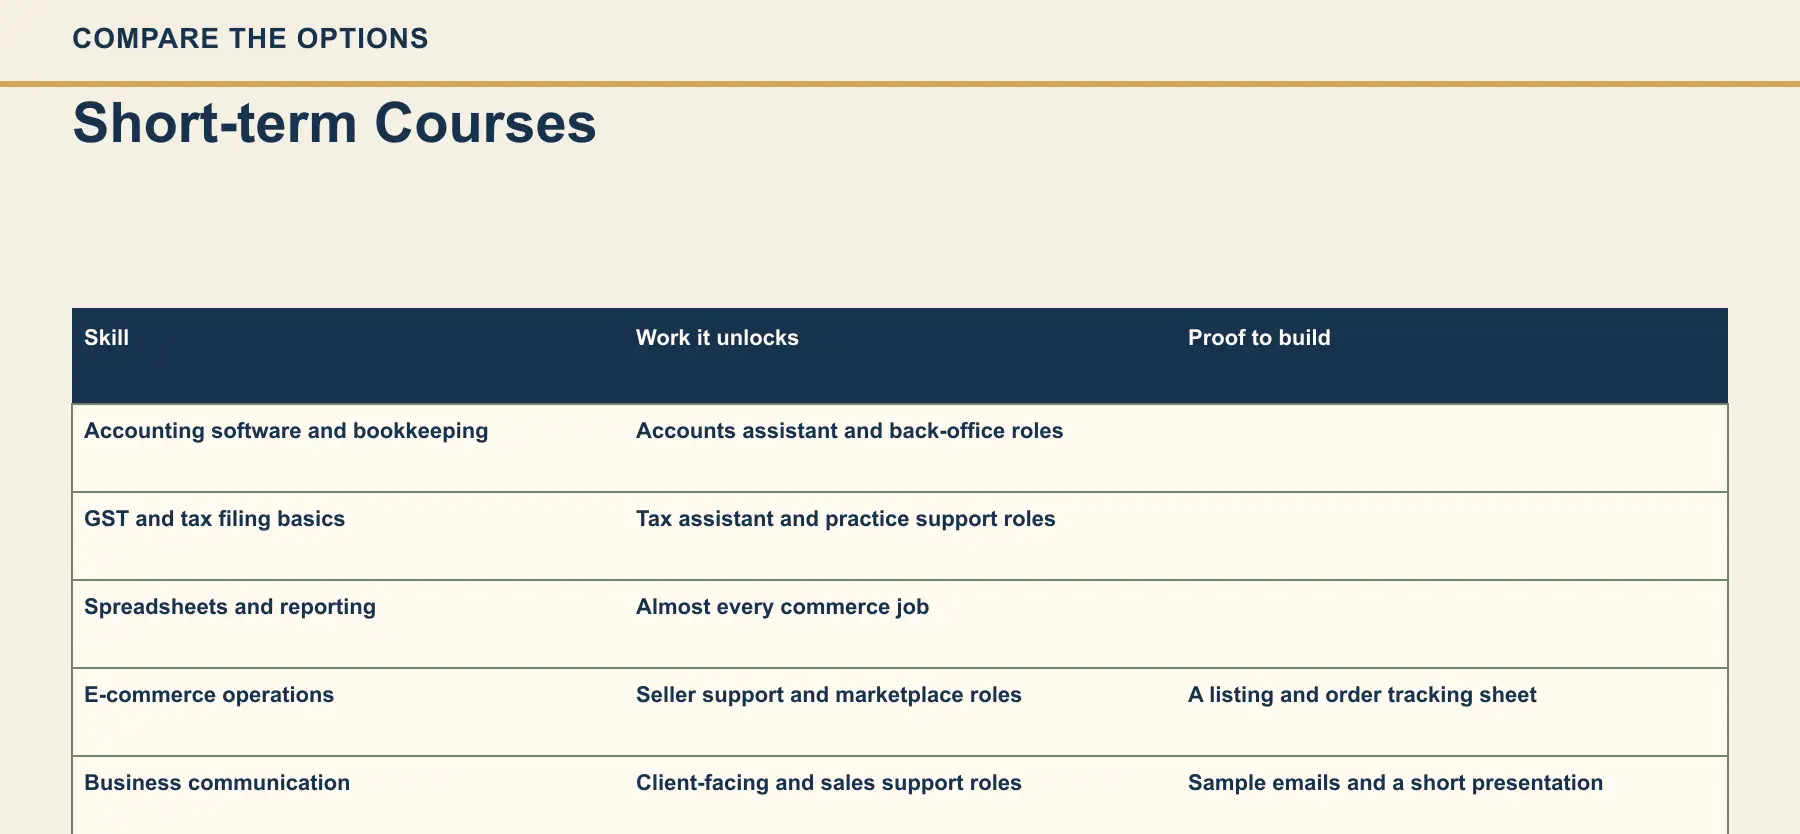 COMPARE THE OPTIONS
Short-term Courses
Skill Work it unlocks Proof to build
Accounting software and bookkeeping Accounts assistant and back-office roles
GST and tax filing basics Tax assistant and practice support roles
Spreadsheets and reporting Almost every commerce job
E-commerce operations Seller support and marketplace roles A listing and order tracking sheet
Business communication Client-facing and sales support roles Sample emails and a short presentation